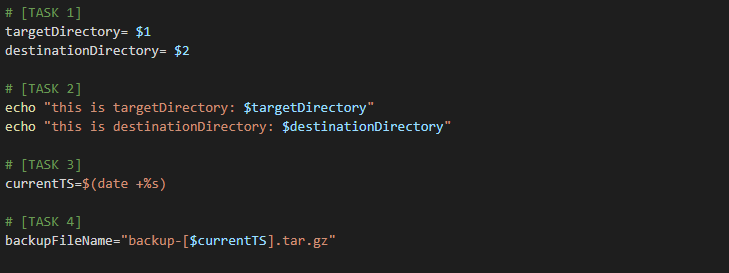 # [TASK 1]
targetDirectory= $1
destinationDirectory= $2
# [TASK 2]
echo "this is targetDirectory: $targetDirectory"
echo "this is destinationDirectory: $destinationDirectory"
# [TASK 3]
currentTS=$(date +%s)
# [TASK 4]
backupFileName="backup-[$currentTS].tar.gz"